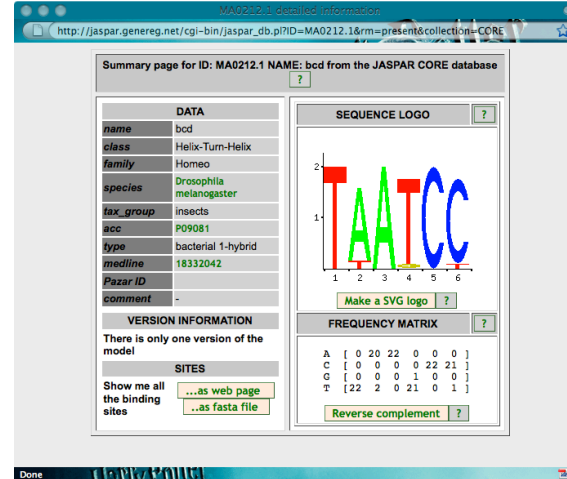 MA0212.1 detailed information
http://jaspar.genereg.net/cgi-bin/jaspar_db.pl?ID=MA0212.1&rm=present&collection=CORE
Summary page for ID: MA0212.1 NAME: bcd from the JASPAR CORE database
?
DATA
name bcd
class Helix-Turn-Helix
family Homeo
species Drosophila
melanogaster
tax_group insects
acc P09081
type bacterial 1-hybrid
medline 18332042
Pazar ID
comment -
VERSION INFORMATION
There is only one version of the
model
SITES
Show me all
the binding
sites
...as web page
..as fasta file
SEQUENCE LOGO ?
2
1
TAATCC
1 2 3 4 5 6
Make a SVG logo ?
FREQUENCY MATRIX ?
A [ 0 20 22 0 0 0 ]
C [ 0 0 0 0 22 21 ]
G [ 0 0 0 1 0 0 ]
T [22 2 0 21 0 1 ]
Reverse complement ?
Done